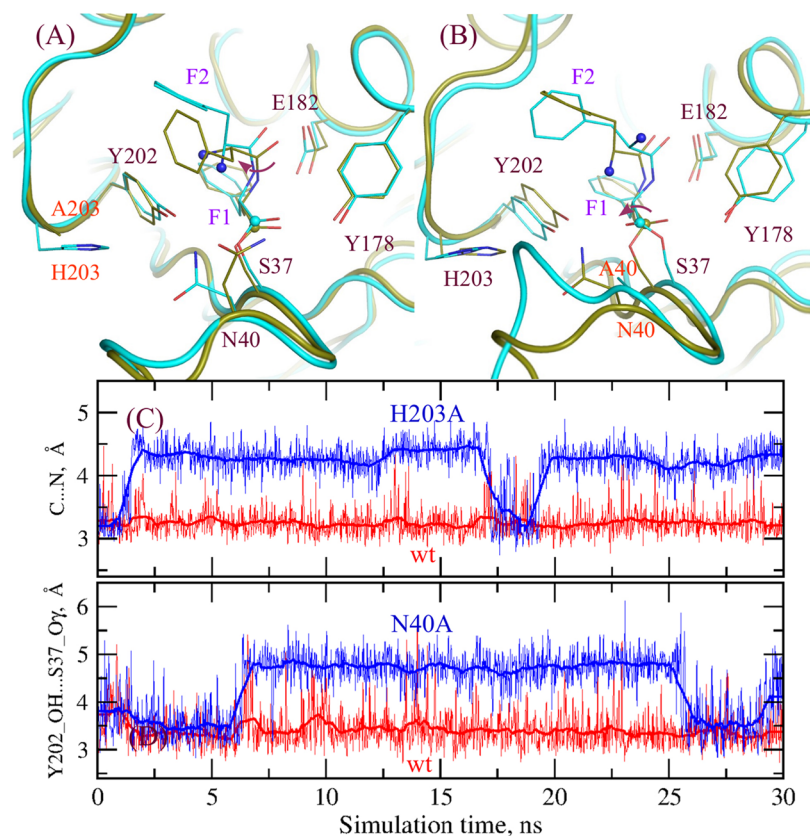 (A)
F2
E182
Y202
A203
F1
H203
Y178
S37
N40
(B)
F2
E182
Y202
F1
H203
Y178
A40
S37
N40
(C)
H203A
5
4
3
C...N, Å
wt
N40A
6
5
4
3
Y202_OH...S37_Oγ, Å
(D)
wt
0 5 10 15 20 25 30
Simulation time, ns